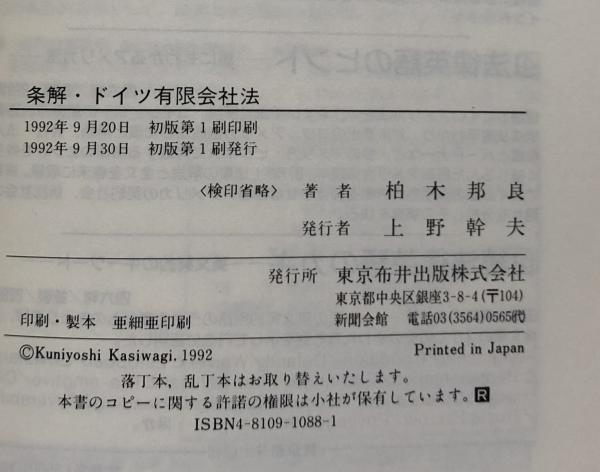 条解・ドイツ有限会社法
1992年9月20日 初版第1刷印刷
1992年9月30日 初版第1刷発行
〈検印省略〉 著者 柏木邦良
発行者 上野幹夫
発行所 東京布井出版株式会社
東京都中央区銀座3-8-4(〒104)
印刷・製本 亜細亜印刷 新聞会館 電話03(3564)0565(代)
©Kuniyoshi Kasiwagi. 1992 Printed in Japan
落丁本, 乱丁本はお取り替えいたします。
本書のコピーに関する許諾の権限は小社が保有しています。R
ISBN4-8109-1088-1